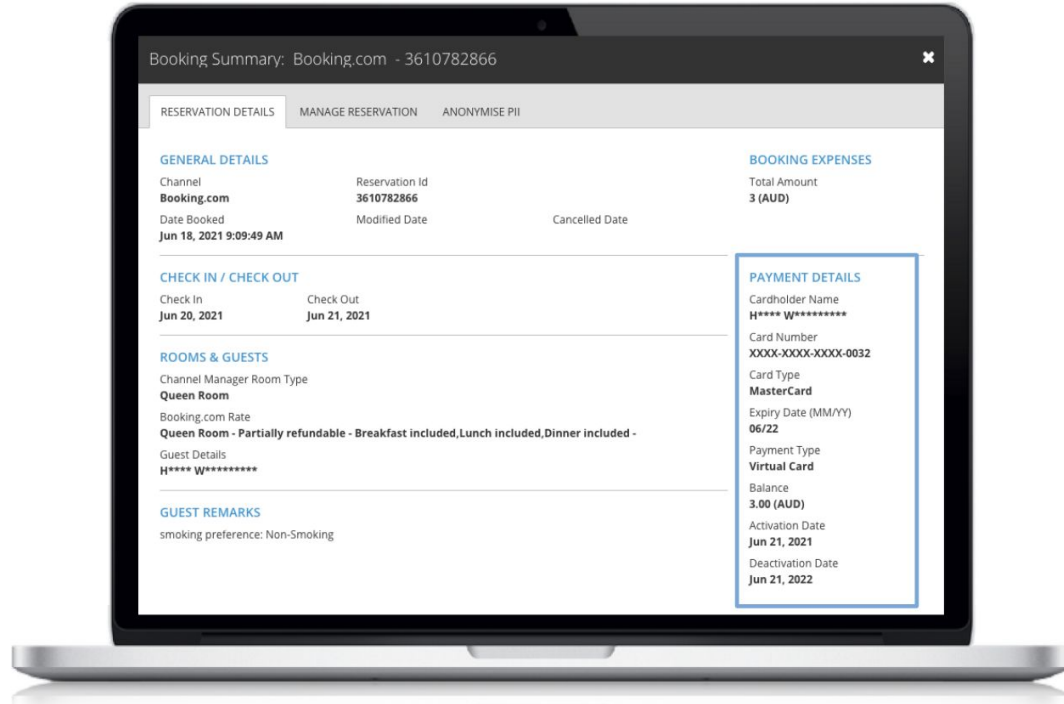 Booking Summary: Booking.com - 3610782866
RESERVATION DETAILS MANAGE RESERVATION ANONYMISE PII
GENERAL DETAILS
Channel Reservation Id
Booking.com 3610782866
Date Booked Modified Date Cancelled Date
Jun 18, 2021 9:09:49 AM
CHECK IN / CHECK OUT
Check In Check Out
Jun 20, 2021 Jun 21, 2021
ROOMS & GUESTS
Channel Manager Room Type
Queen Room
Booking.com Rate
Queen Room - Partially refundable - Breakfast included,Lunch included,Dinner included -
Guest Details
H**** W*********
GUEST REMARKS
smoking preference: Non-Smoking
BOOKING EXPENSES
Total Amount
3 (AUD)
PAYMENT DETAILS
Cardholder Name
H**** W*********
Card Number
XXXX-XXXX-XXXX-0032
Card Type
MasterCard
Expiry Date (MM/YY)
06/22
Payment Type
Virtual Card
Balance
3.00 (AUD)
Activation Date
Jun 21, 2021
Deactivation Date
Jun 21, 2022